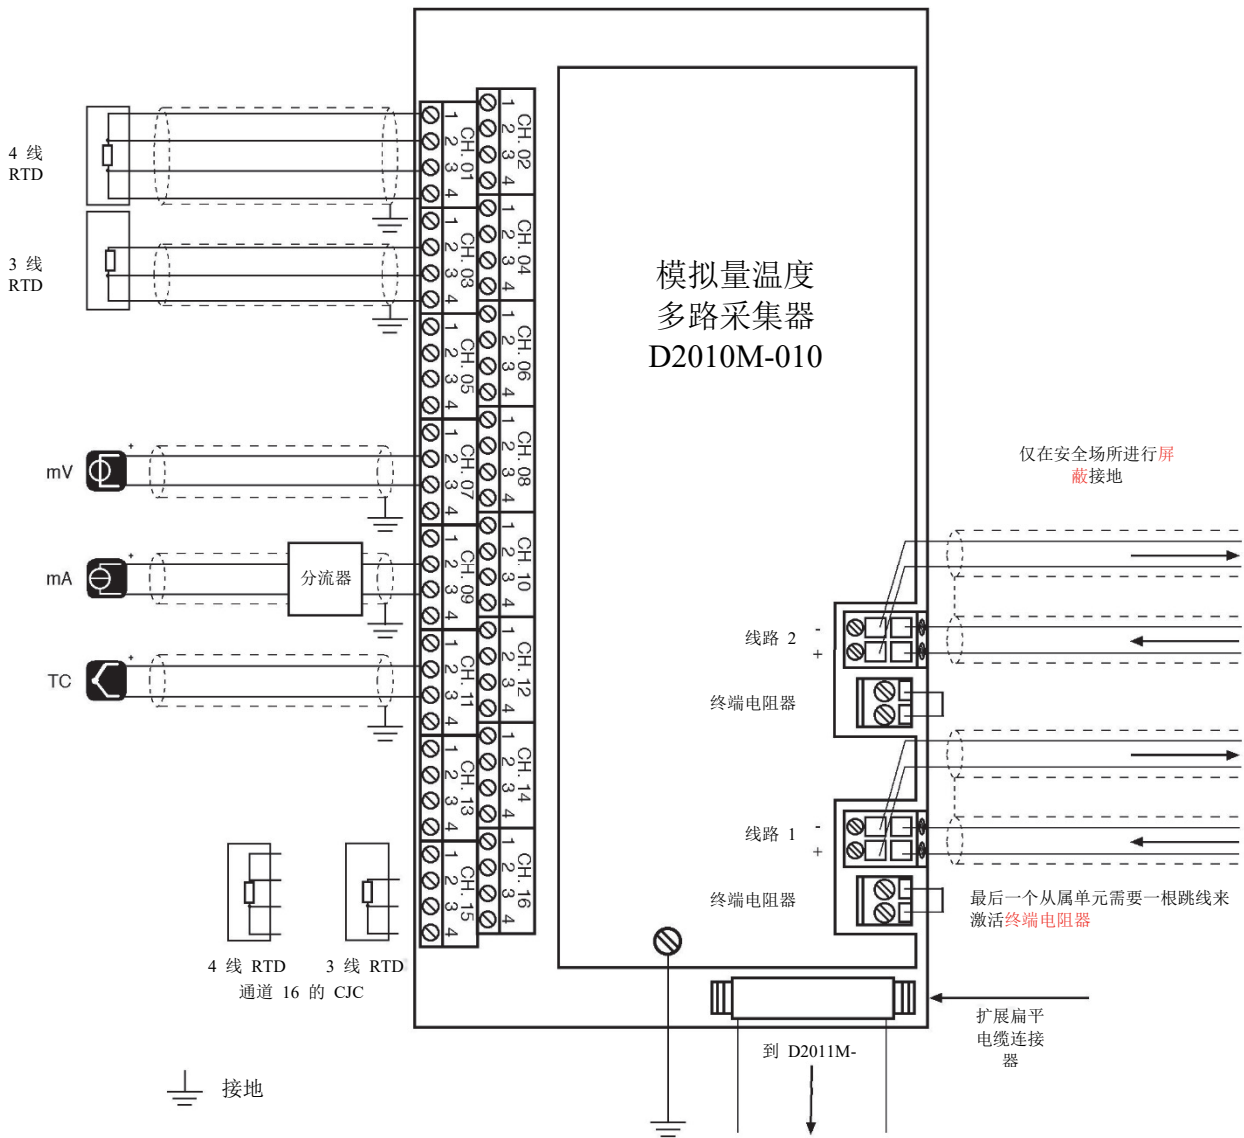 4 线
RTD
3 线
RTD
mV
+
mA
+
分流器
TC
+
1
2
3
4
CH. 01
1
2
3
4
CH. 02
1
2
3
4
CH. 03
1
2
3
4
CH. 04
1
2
3
4
CH. 05
1
2
3
4
CH. 06
1
2
3
4
CH. 07
1
2
3
4
CH. 08
1
2
3
4
CH. 09
1
2
3
4
CH. 10
1
2
3
4
CH. 11
1
2
3
4
CH. 12
1
2
3
4
CH. 13
1
2
3
4
CH. 14
1
2
3
4
CH. 15
1
2
3
4
CH. 16
模拟量温度
多路采集器
D2010M-010
仅在安全场所进行屏
蔽接地
线路 2
-
+
终端电阻器
线路 1
-
+
终端电阻器
最后一个从属单元需要一根跳线来
激活终端电阻器
4 线 RTD
3 线 RTD
通道 16 的 CJC
扩展扁平
电缆连接
器
到 D2011M-
接地